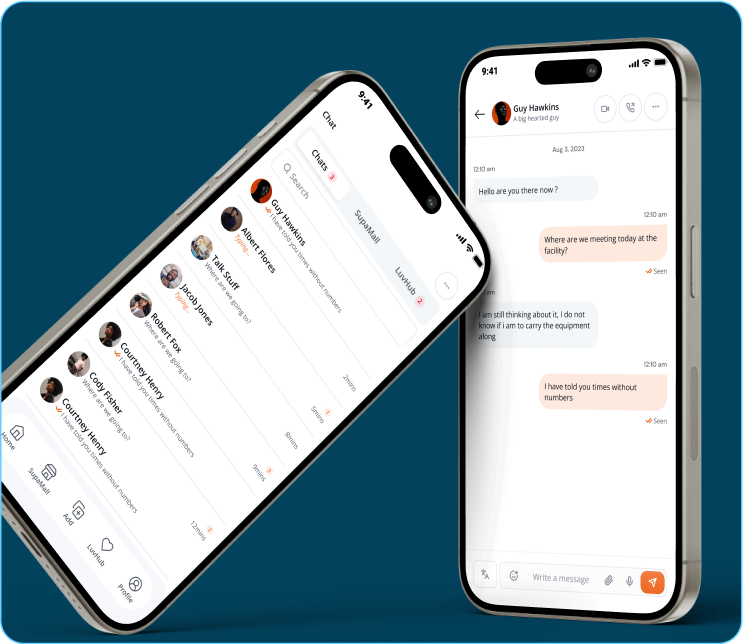 9:41
Chat
Chats 3
SupaMall
LuvHub 2
Search
Guy Hawkins
I have told you times without numbers
2mins
Albert Flores
Typing...
5mins 1
Talk Stuff
Where are we going to?
8mins
Jacob Jones
Typing...
9mins 3
Robert Fox
Where are we going to?
Courtney Henry
I have told you times without numbers
12mins 2
Cody Fisher
Where are we going to?
Courtney Henry
I have told you times without numbers
Home
SupaMall
Add
LuvHub
Profile
9:41
Guy Hawkins
A big hearted guy
Aug 3, 2023
12:10 am
Hello are you there now ?
12:10 am
Where are we meeting today at the
facility?
Seen
am
I am still thinking about it, I do not
know if i am to carry the equipment
along
12:10 am
I have told you times without
numbers
Seen
Write a message